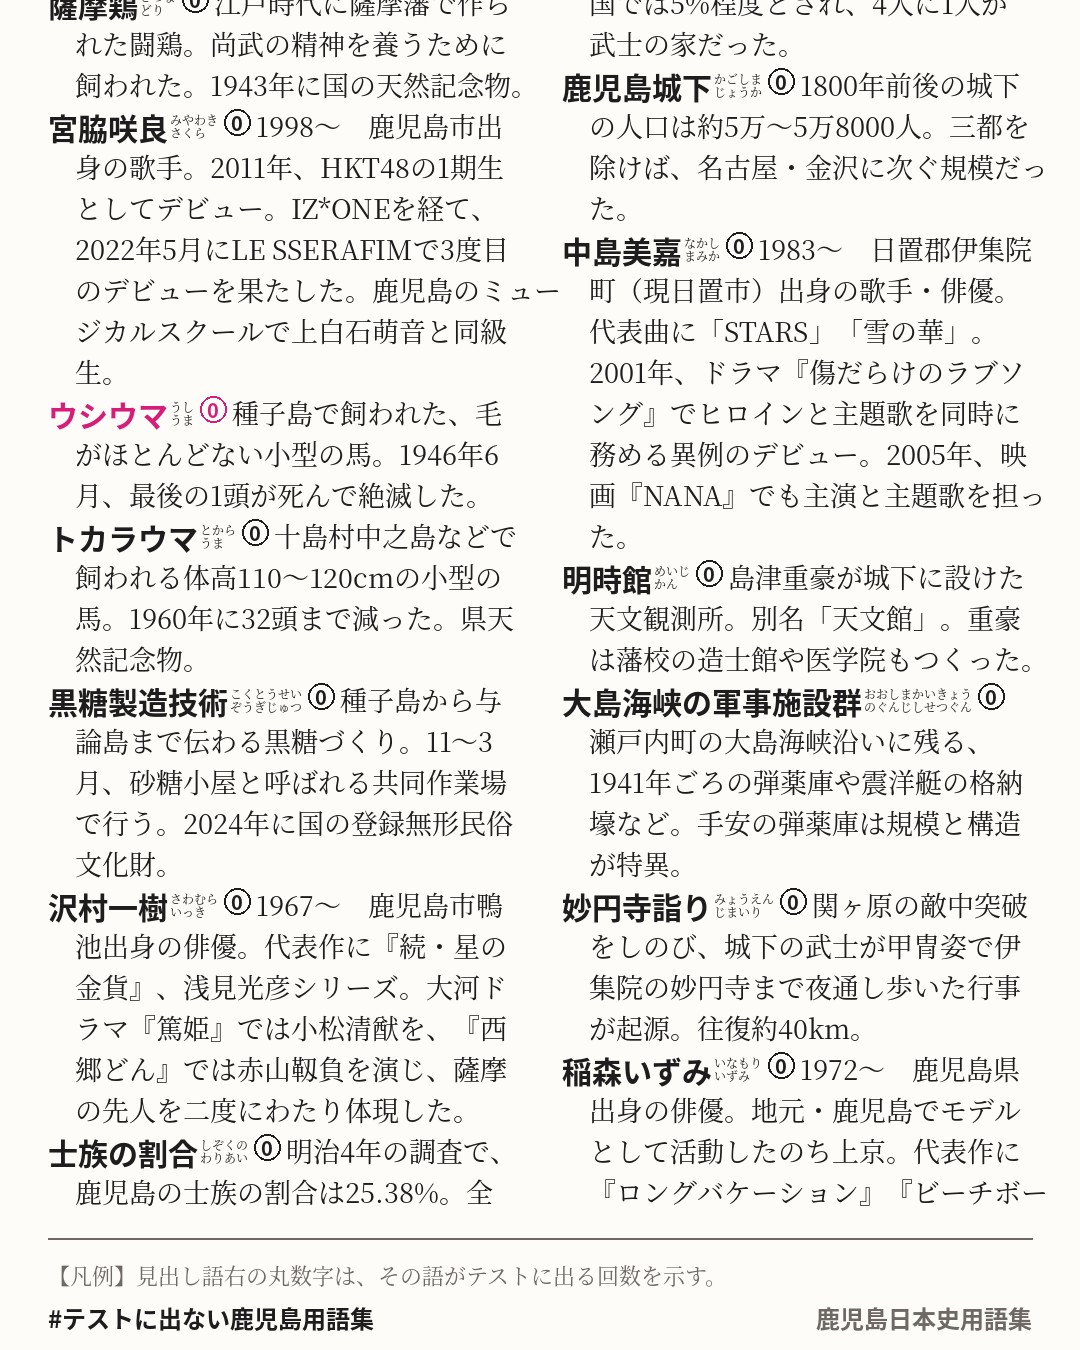 薩摩鶏 どり ⓪ 江戸時代に薩摩藩で作ら
れた闘鶏。尚武の精神を養うために
飼われた。1943年に国の天然記念物。
宮脇咲良 みやわきさくら ⓪ 1998〜　鹿児島市出
身の歌手。2011年、HKT48の1期生
としてデビュー。IZ*ONEを経て、
2022年5月にLE SSERAFIMで3度目
のデビューを果たした。鹿児島のミュー
ジカルスクールで上白石萌音と同級
生。
ウシウマ うしうま ⓪ 種子島で飼われた、毛
がほとんどない小型の馬。1946年6
月、最後の1頭が死んで絶滅した。
トカラウマ とからうま ⓪ 十島村中之島などで
飼われる体高110〜120cmの小型の
馬。1960年に32頭まで減った。県天
然記念物。
黒糖製造技術 こくとうせいぞうぎじゅつ ⓪ 種子島から与
論島まで伝わる黒糖づくり。11〜3
月、砂糖小屋と呼ばれる共同作業場
で行う。2024年に国の登録無形民俗
文化財。
沢村一樹 さわむらいっき ⓪ 1967〜　鹿児島市鴨
池出身の俳優。代表作に『続・星の
金貨』、浅見光彦シリーズ。大河ド
ラマ『篤姫』では小松清猷を、『西
郷どん』では赤山靱負を演じ、薩摩
の先人を二度にわたり体現した。
士族の割合 しぞくのわりあい ⓪ 明治4年の調査で、
鹿児島の士族の割合は25.38%。全
国では5%程度とされ、4人に1人が
武士の家だった。
鹿児島城下 かごしまじょうか ⓪ 1800年前後の城下
の人口は約5万〜5万8000人。三都を
除けば、名古屋・金沢に次ぐ規模だっ
た。
中島美嘉 なかしまみか ⓪ 1983〜　日置郡伊集院
町（現日置市）出身の歌手・俳優。
代表曲に「STARS」「雪の華」。
2001年、ドラマ『傷だらけのラブソ
ング』でヒロインと主題歌を同時に
務める異例のデビュー。2005年、映
画『NANA』でも主演と主題歌を担っ
た。
明時館 めいじかん ⓪ 島津重豪が城下に設けた
天文観測所。別名「天文館」。重豪
は藩校の造士館や医学院もつくった。
大島海峡の軍事施設群 おおしまかいきょうのぐんじしせつぐん ⓪
瀬戸内町の大島海峡沿いに残る、
1941年ごろの弾薬庫や震洋艇の格納
壕など。手安の弾薬庫は規模と構造
が特異。
妙円寺詣り みょうえんじまいり ⓪ 関ヶ原の敵中突破
をしのび、城下の武士が甲冑姿で伊
集院の妙円寺まで夜通し歩いた行事
が起源。往復約40km。
稲森いずみ いなもりいずみ ⓪ 1972〜　鹿児島県
出身の俳優。地元・鹿児島でモデル
として活動したのち上京。代表作に
『ロングバケーション』『ビーチボー
【凡例】見出し語右の丸数字は、その語がテストに出る回数を示す。
#テストに出ない鹿児島用語集
鹿児島日本史用語集